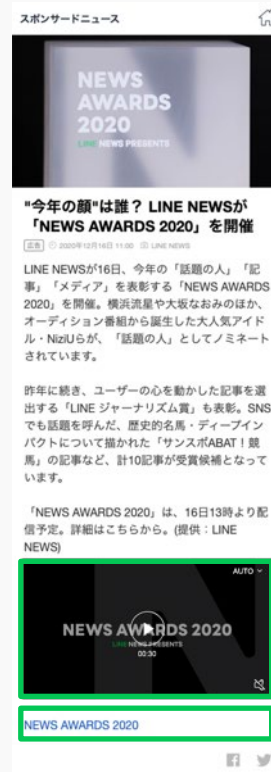 スポンサードニュース
NEWS
AWARDS
2020
LINE NEWS PRESENTS
"今年の顔"は誰？ LINE NEWSが
「NEWS AWARDS 2020」を開催
広告 2020年12月16日 11:00 LINE NEWS
LINE NEWSが16日、今年の「話題の人」「記
事」「メディア」を表彰する「NEWS AWARDS
2020」を開催。横浜流星や大坂なおみのほか、
オーディション番組から誕生した大人気アイド
ル・NiziUらが、「話題の人」としてノミネート
されています。
昨年に続き、ユーザーの心を動かした記事を選
出する「LINE ジャーナリズム賞」も表彰。SNS
でも話題を呼んだ、歴史的名馬・ディープイン
パクトについて描かれた「サンスポABAT！競
馬」の記事など、計10記事が受賞候補となって
います。
「NEWS AWARDS 2020」は、16日13時より配
信予定。詳細はこちらから。(提供：LINE
NEWS)
AUTO
NEWS AWARDS 2020
LINE NEWS PRESENTS
00:30
NEWS AWARDS 2020